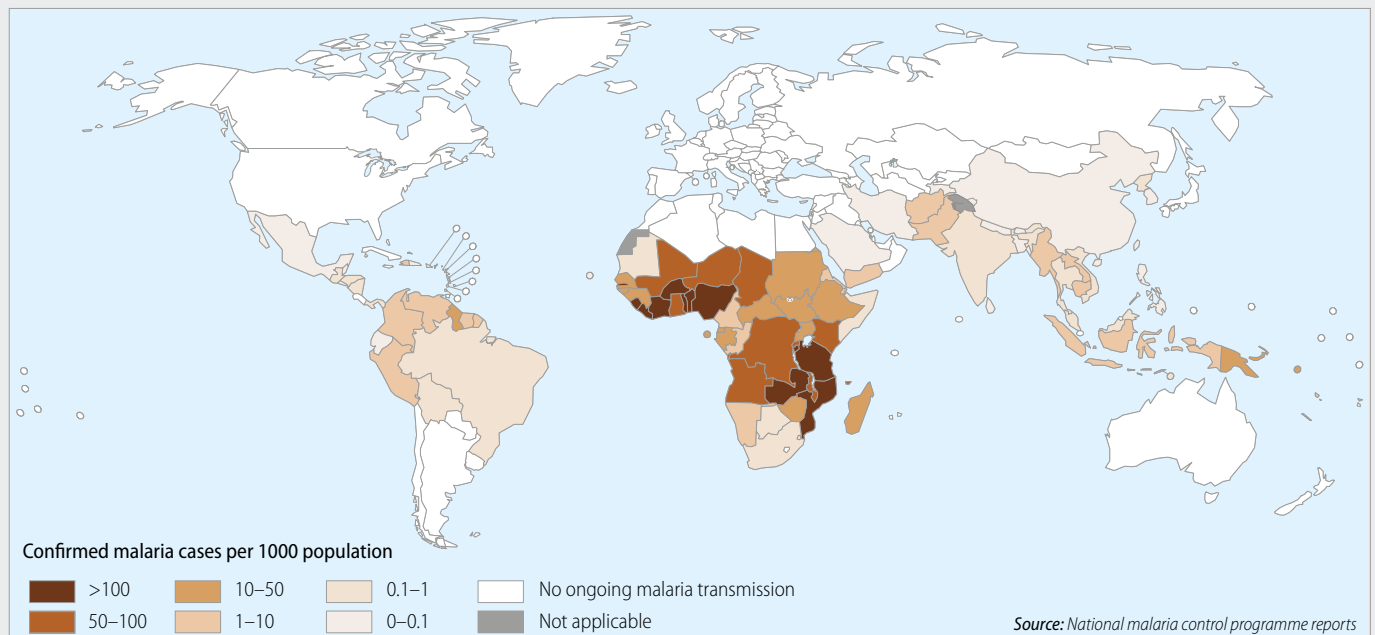 Confirmed malaria cases per 1000 population
>100
10–50
0.1–1
No ongoing malaria transmission
50–100
1–10
0–0.1
Not applicable
Source: National malaria control programme reports